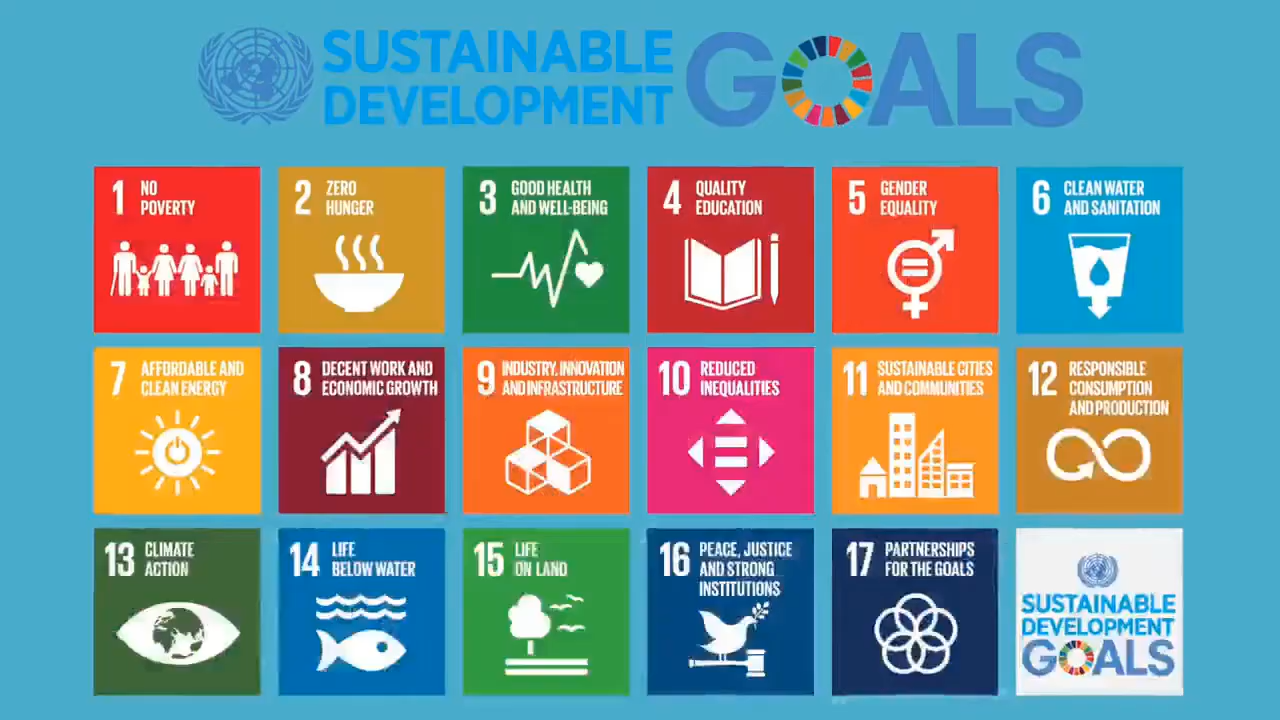 SUSTAINABLE
DEVELOPMENT
GOALS
1 NO
POVERTY
2 ZERO
HUNGER
3 GOOD HEALTH
AND WELL-BEING
4 QUALITY
EDUCATION
5 GENDER
EQUALITY
6 CLEAN WATER
AND SANITATION
7 AFFORDABLE AND
CLEAN ENERGY
8 DECENT WORK AND
ECONOMIC GROWTH
9 INDUSTRY, INNOVATION
AND INFRASTRUCTURE
10 REDUCED
INEQUALITIES
11 SUSTAINABLE CITIES
AND COMMUNITIES
12 RESPONSIBLE
CONSUMPTION
AND PRODUCTION
13 CLIMATE
ACTION
14 LIFE
BELOW WATER
15 LIFE
ON LAND
16 PEACE, JUSTICE
AND STRONG
INSTITUTIONS
17 PARTNERSHIPS
FOR THE GOALS
SUSTAINABLE
DEVELOPMENT
GOALS